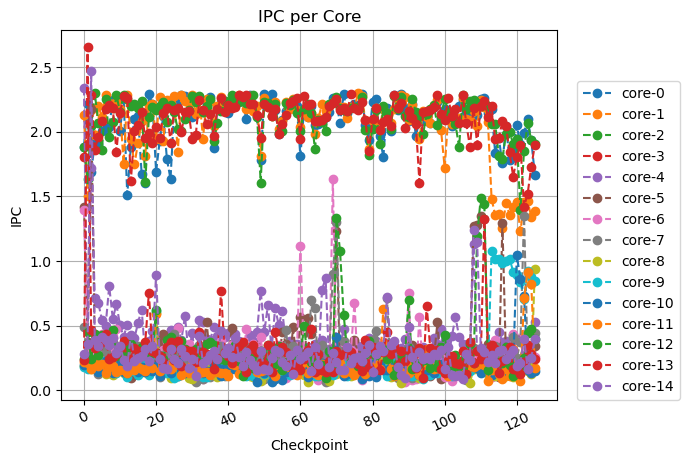 IPC per Core
IPC
2.5
2.0
1.5
1.0
0.5
0.0
0
20
40
60
80
100
120
Checkpoint
core-0
core-1
core-2
core-3
core-4
core-5
core-6
core-7
core-8
core-9
core-10
core-11
core-12
core-13
core-14